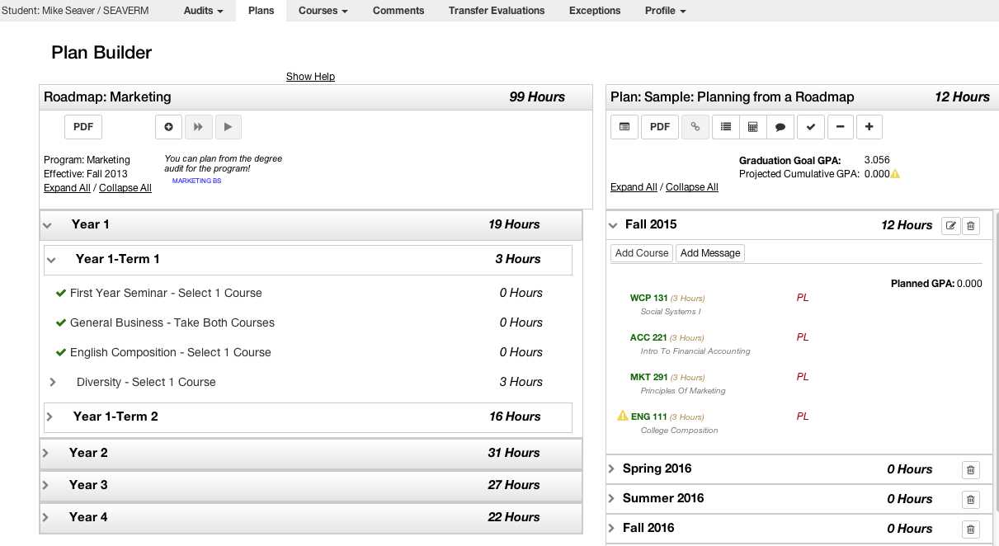 Student: Mike Seaver / SEAVERM Audits Plans Courses Comments Transfer Evaluations Exceptions Profile
Plan Builder
Show Help
Roadmap: Marketing 99 Hours
PDF
Program: Marketing
Effective: Fall 2013
Expand All / Collapse All
You can plan from the degree
audit for the program!
MARKETING BS
Year 1 19 Hours
Year 1-Term 1 3 Hours
First Year Seminar - Select 1 Course 0 Hours
General Business - Take Both Courses 0 Hours
English Composition - Select 1 Course 0 Hours
Diversity - Select 1 Course 3 Hours
Year 1-Term 2 16 Hours
Year 2 31 Hours
Year 3 27 Hours
Year 4 22 Hours
Plan: Sample: Planning from a Roadmap 12 Hours
PDF
Graduation Goal GPA: 3.056
Projected Cumulative GPA: 0.000
Expand All / Collapse All
Fall 2015 12 Hours
Add Course Add Message
Planned GPA: 0.000
WCP 131 (3 Hours) PL
Social Systems I
ACC 221 (3 Hours) PL
Intro To Financial Accounting
MKT 291 (3 Hours) PL
Principles Of Marketing
ENG 111 (3 Hours) PL
College Composition
Spring 2016 0 Hours
Summer 2016 0 Hours
Fall 2016 0 Hours